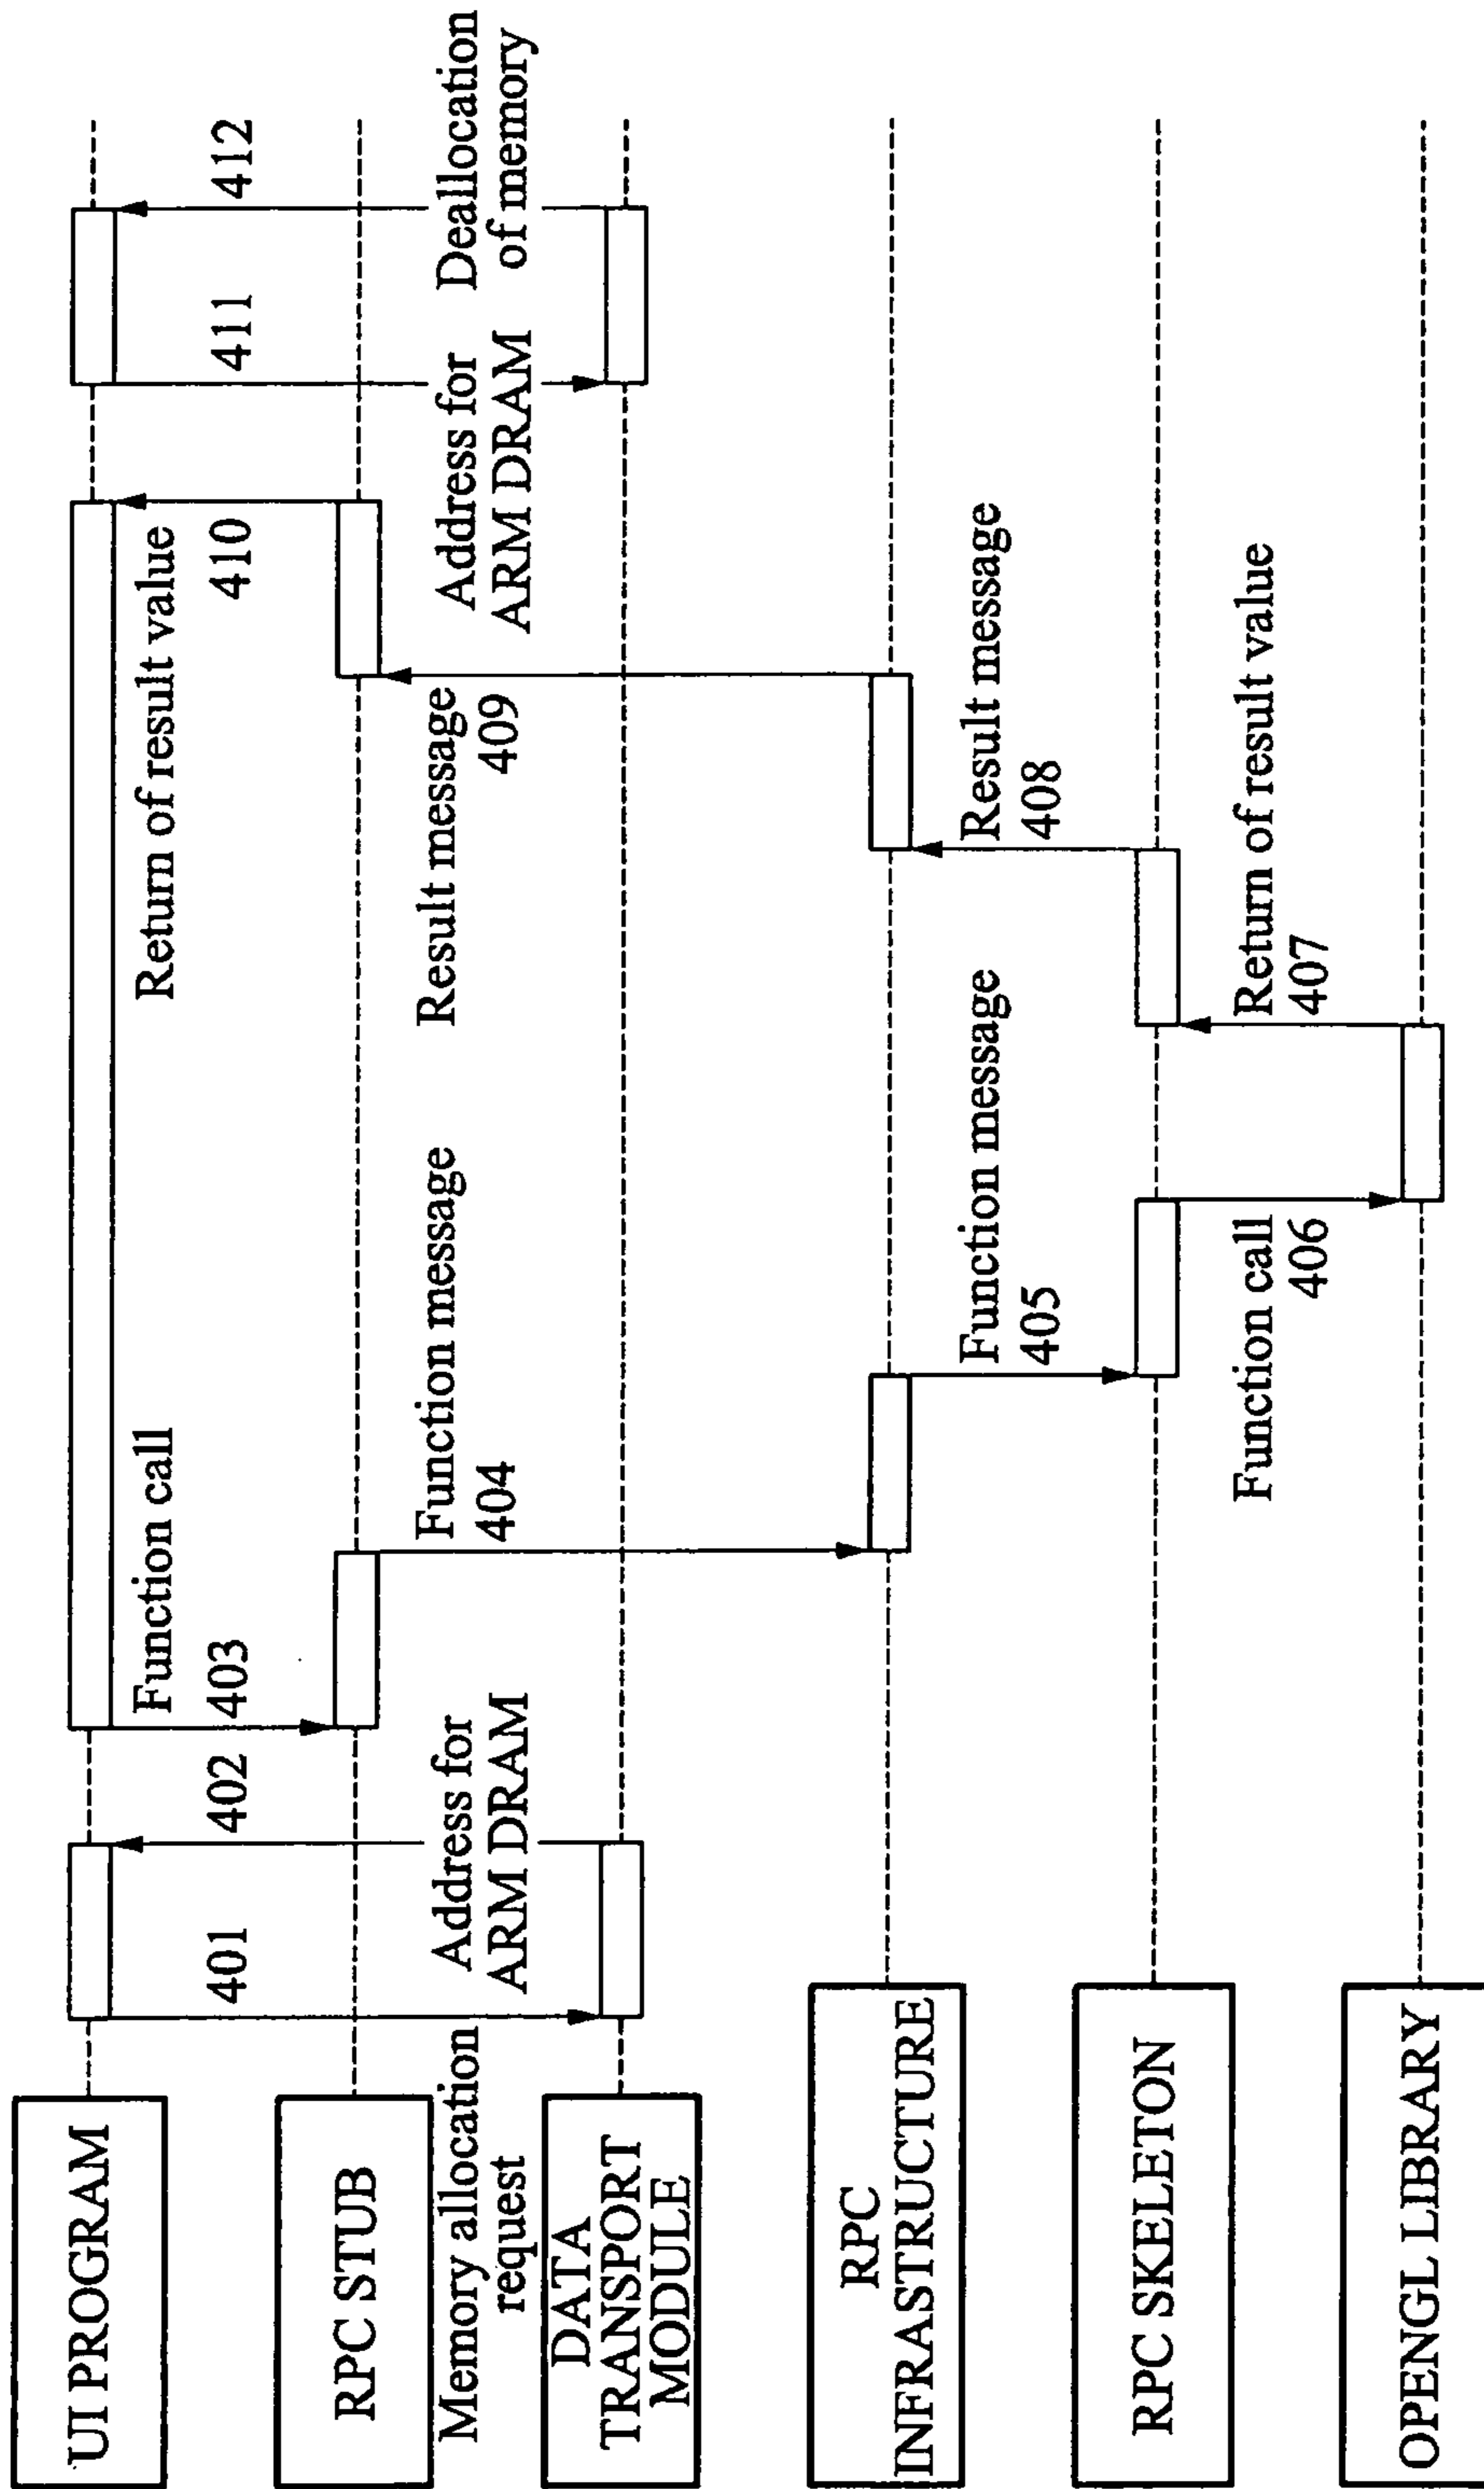 UI PROGRAM
RPC STUB
DATA
TRANSPORT
MODULE
RPC
INFRASTRUCTURE
RPC SKELETON
OPENGL LIBRARY
Memory allocation
request
401
402
Address for
ARM DRAM
Function call
403
Function message
404
Function message
405
Function call
406
Return of result value
407
Result message
408
Result message
409
Return of result value
410
Address for
ARM DRAM
411
Deallocation
of memory
412